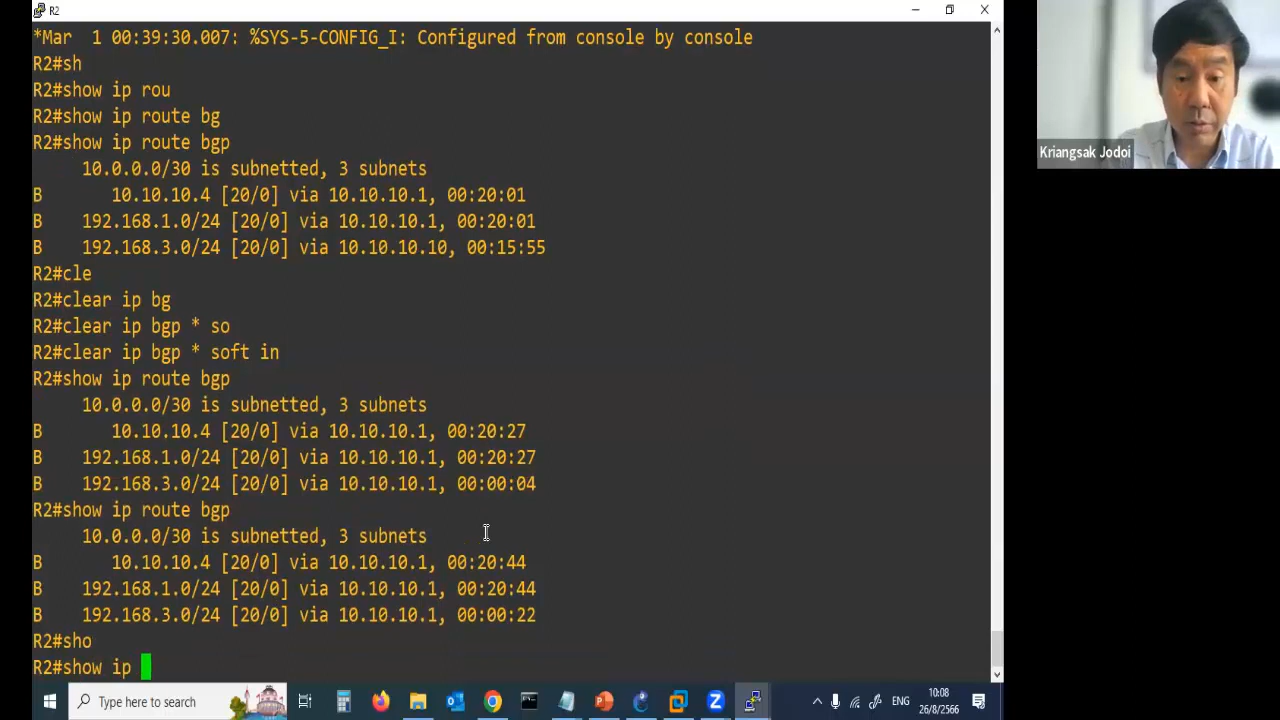 R2
*Mar  1 00:39:30.007: %SYS-5-CONFIG_I: Configured from console by console
R2#sh
R2#show ip rou
R2#show ip route bg
R2#show ip route bgp
     10.0.0.0/30 is subnetted, 3 subnets
B       10.10.10.4 [20/0] via 10.10.10.1, 00:20:01
B    192.168.1.0/24 [20/0] via 10.10.10.1, 00:20:01
B    192.168.3.0/24 [20/0] via 10.10.10.10, 00:15:55
R2#cle
R2#clear ip bg
R2#clear ip bgp * so
R2#clear ip bgp * soft in
R2#show ip route bgp
     10.0.0.0/30 is subnetted, 3 subnets
B       10.10.10.4 [20/0] via 10.10.10.1, 00:20:27
B    192.168.1.0/24 [20/0] via 10.10.10.1, 00:20:27
B    192.168.3.0/24 [20/0] via 10.10.10.1, 00:00:04
R2#show ip route bgp
     10.0.0.0/30 is subnetted, 3 subnets
B       10.10.10.4 [20/0] via 10.10.10.1, 00:20:44
B    192.168.1.0/24 [20/0] via 10.10.10.1, 00:20:44
B    192.168.3.0/24 [20/0] via 10.10.10.1, 00:00:22
R2#sho
R2#show ip
Kriangsak Jodoi
Type here to search
ENG
10:08
26/8/2566